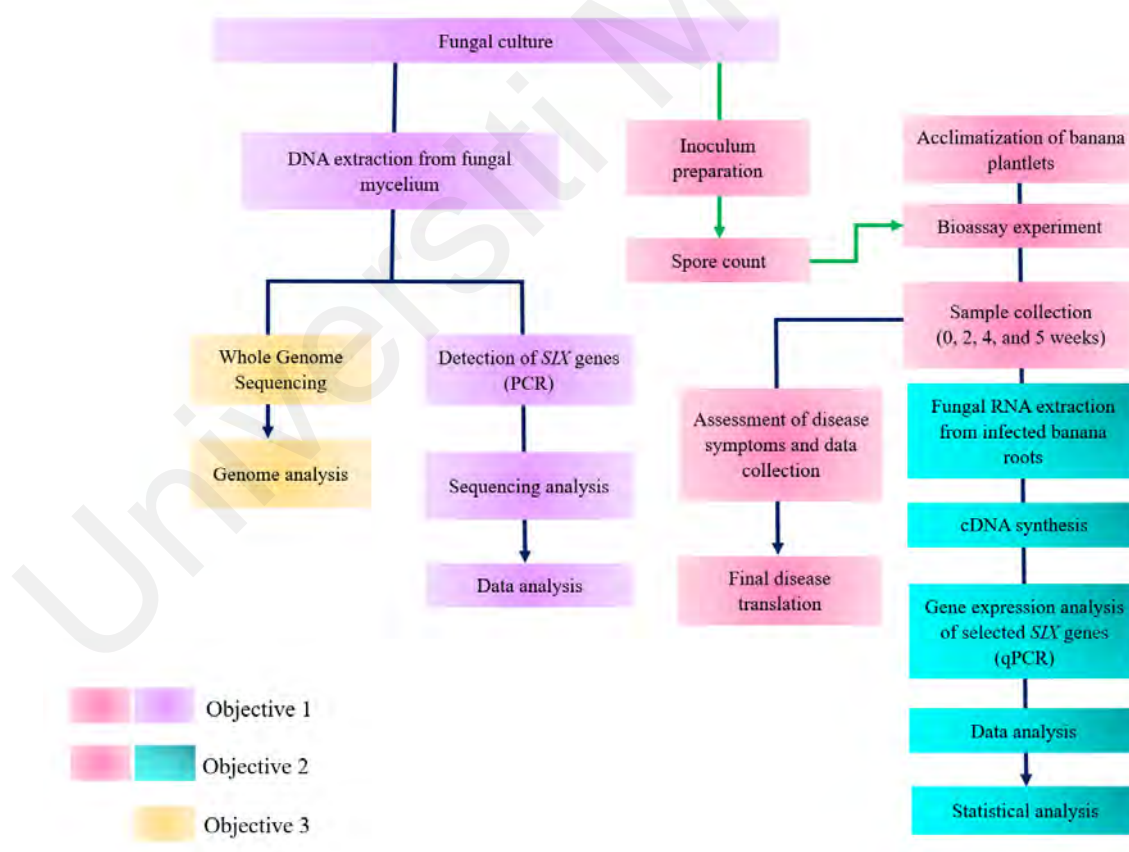 Fungal culture
DNA extraction from fungal
mycelium
Inoculum
preparation
Acclimatization of banana
plantlets
Bioassay experiment
Spore count
Sample collection
(0, 2, 4, and 5 weeks)
Whole Genome
Sequencing
Detection of SIX genes
(PCR)
Genome analysis
Sequencing analysis
Data analysis
Assessment of disease
symptoms and data
collection
Final disease
translation
Fungal RNA extraction
from infected banana
roots
cDNA synthesis
Gene expression analysis
of selected SIX genes
(qPCR)
Data analysis
Statistical analysis
Objective 1
Objective 2
Objective 3
Universiti M